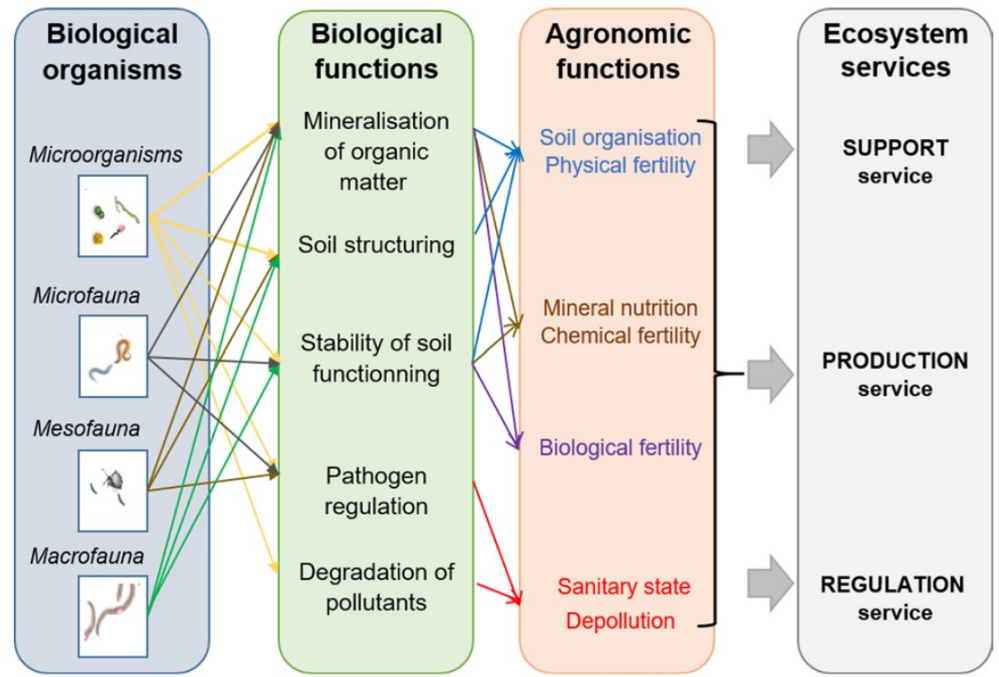 Biological
organisms
Microorganisms
Microfauna
Mesofauna
Macrofauna
Biological
functions
Mineralisation
of organic
matter
Soil structuring
Stability of soil
functionning
Pathogen
regulation
Degradation of
pollutants
Agronomic
functions
Soil organisation
Physical fertility
Mineral nutrition
Chemical fertility
Biological fertility
Sanitary state
Depollution
Ecosystem
services
SUPPORT
service
PRODUCTION
service
REGULATION
service